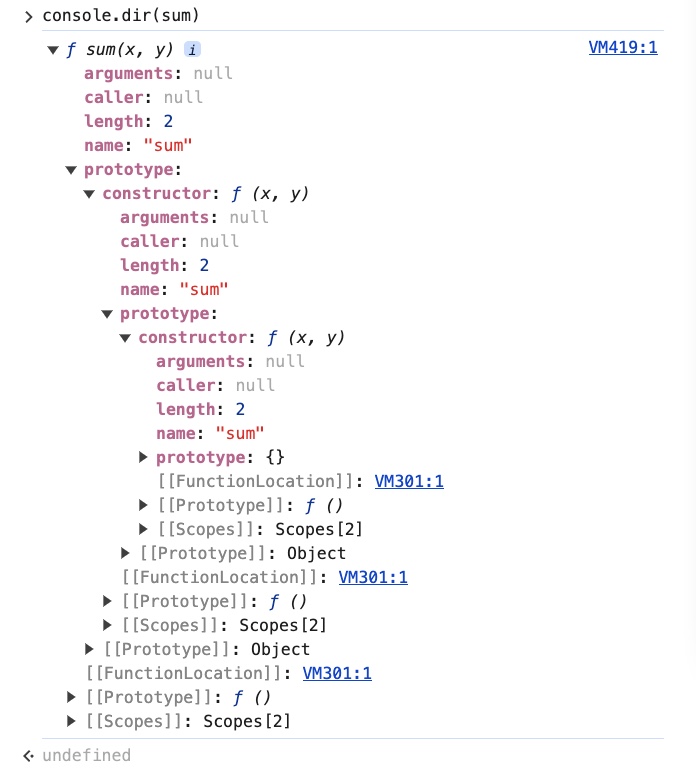 console.dir(sum)
ƒ sum(x, y) i VM419:1
arguments: null
caller: null
length: 2
name: "sum"
prototype:
constructor: ƒ (x, y)
arguments: null
caller: null
length: 2
name: "sum"
prototype:
constructor: ƒ (x, y)
arguments: null
caller: null
length: 2
name: "sum"
prototype: {}
[[FunctionLocation]]: VM301:1
[[Prototype]]: ƒ ()
[[Scopes]]: Scopes[2]
[[Prototype]]: Object
[[FunctionLocation]]: VM301:1
[[Prototype]]: ƒ ()
[[Scopes]]: Scopes[2]
[[Prototype]]: Object
[[FunctionLocation]]: VM301:1
[[Prototype]]: ƒ ()
[[Scopes]]: Scopes[2]
undefined